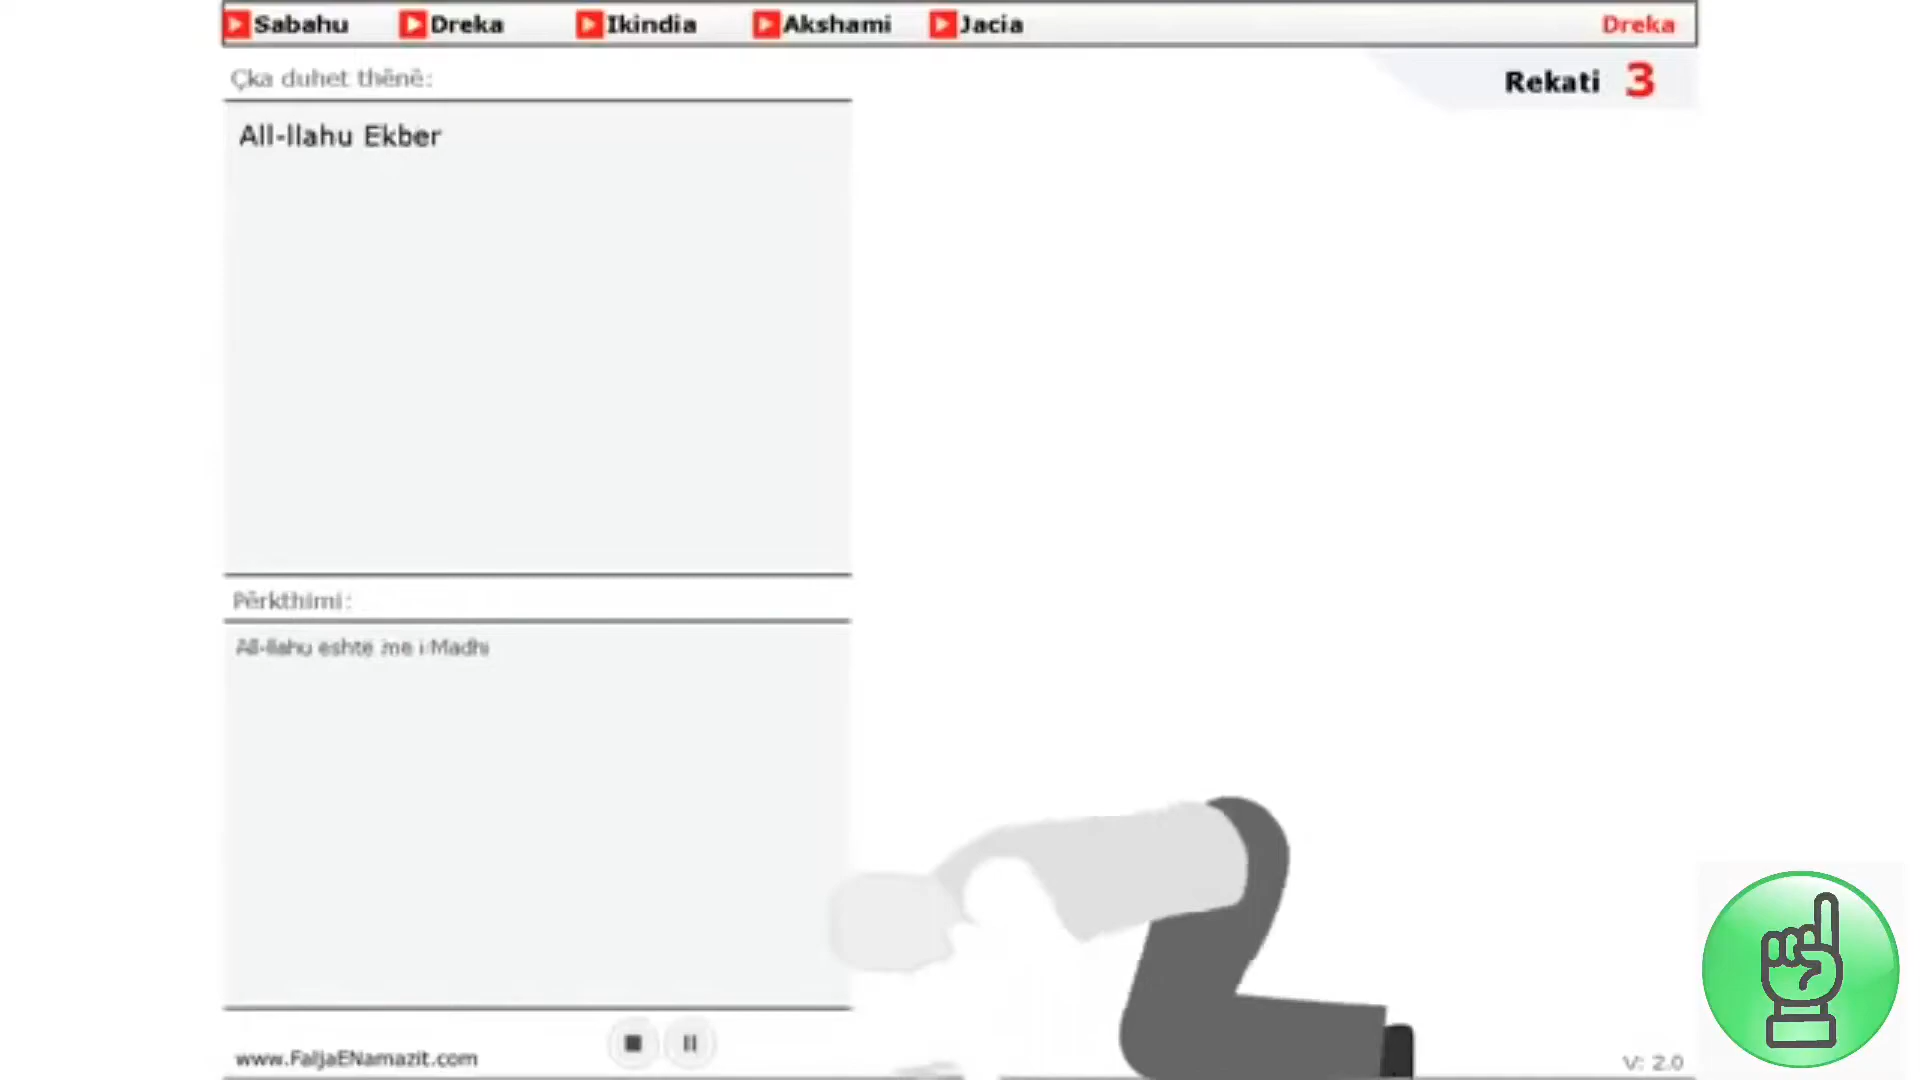 Sabahu Dreka Ikindia Akshami Jacia Dreka
Çka duhet thënë:
Rekati 3
All-llahu Ekber
Përkthimi:
All-llahu eshte me i Madhi
www.FaljaENamazit.com
V: 2.0